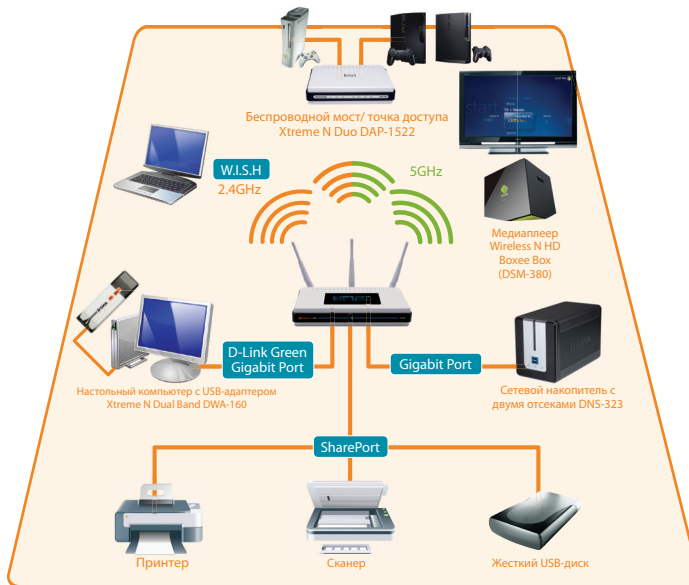 Беспроводной мост/ точка доступа
Xtreme N Duo DAP-1522
W.I.S.H
2.4GHz
5GHz
Медиаплеер
Wireless N HD
Boxee Box
(DSM-380)
D-Link Green
Gigabit Port
Gigabit Port
Настольный компьютер с USB-адаптером
Xtreme N Dual Band DWA-160
Сетевой накопитель с
двумя отсеками DNS-323
SharePort
Принтер
Сканер
Жесткий USB-диск